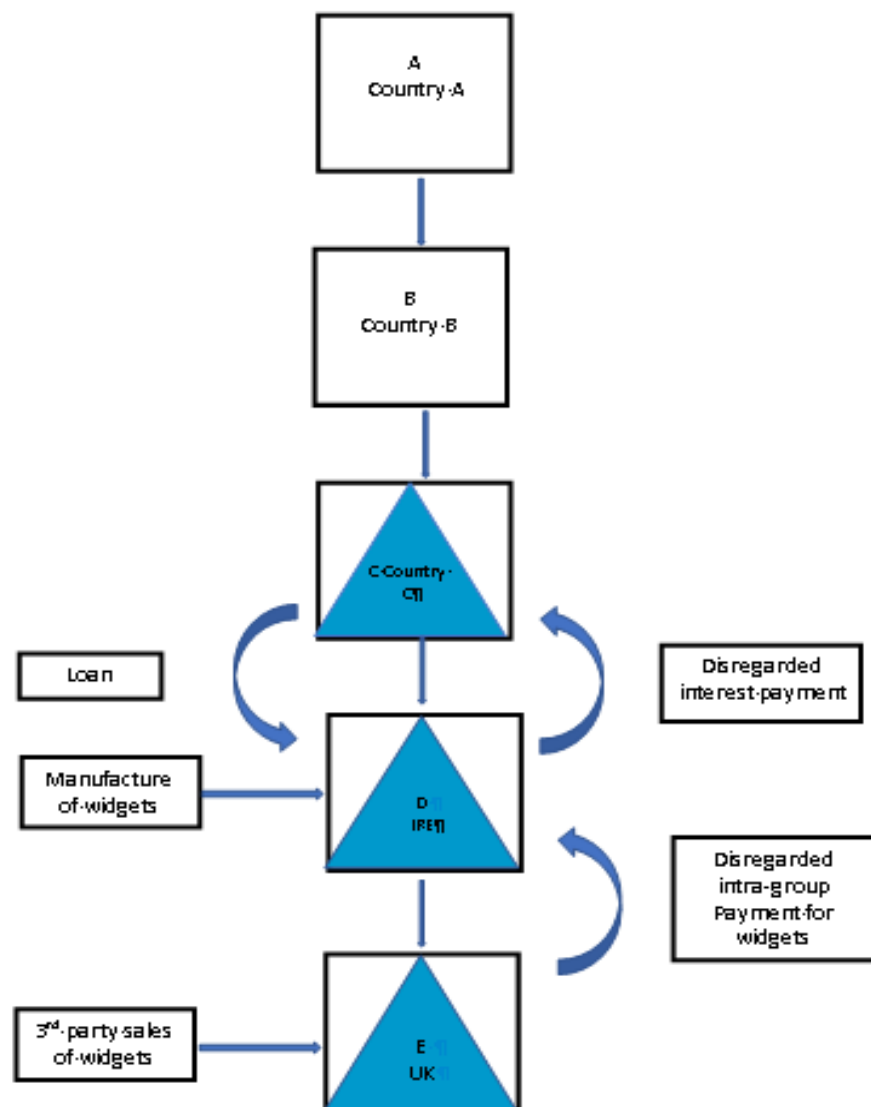 A
Country·A
B
Country·B
C·Country·
C¶
Loan
Disregarded
interest·payment
Manufacture
of·widgets
D ¶
IRE¶
Disregarded
intra-group
Payment·for
widgets
3rd·party·sales
of·widgets
E ¶
UK¶